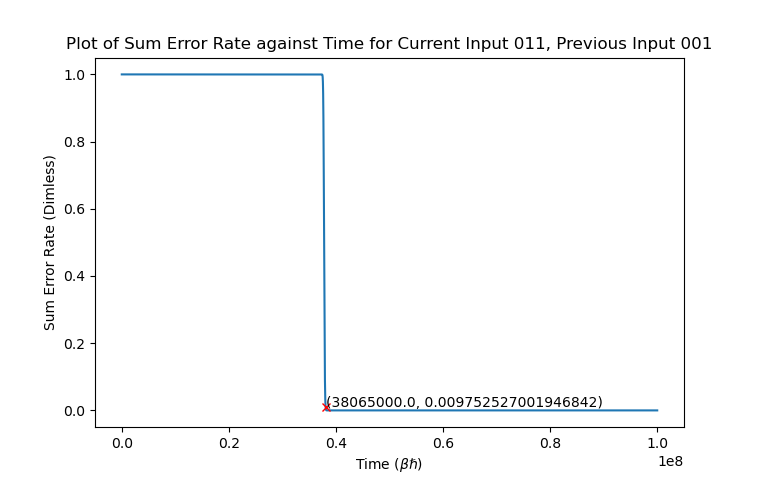 Plot of Sum Error Rate against Time for Current Input 011, Previous Input 001
1.0
0.8
0.6
0.4
0.2
0.0
Sum Error Rate (Dimless)
(38065000.0, 0.009752527001946842)
0.0 0.2 0.4 0.6 0.8 1.0
1e8
Time (βℏ)